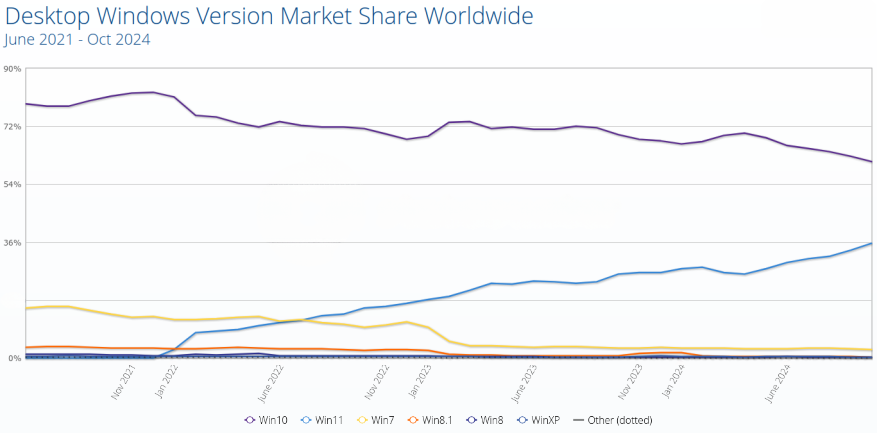 Desktop Windows Version Market Share Worldwide
June 2021 - Oct 2024
90%
72%
54%
36%
0%
Nov 2021
Jan 2022
June 2022
Nov 2022
Jan 2023
June 2023
Nov 2023
Jan 2024
June 2024
Win10 Win11 Win7 Win8.1 Win8 WinXP Other (dotted)